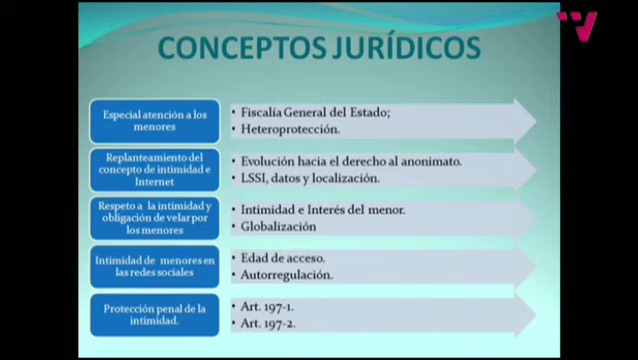 CONCEPTOS JURÍDICOS
Especial atención a los
menores
• Fiscalía General del Estado;
• Heteroprotección.
Replanteamiento del
concepto de intimidad e
Internet
• Evolución hacia el derecho al anonimato.
• LSSI, datos y localización.
Respeto a la intimidad y
obligación de velar por
los menores
• Intimidad e Interés del menor.
• Globalización
Intimidad de menores en
las redes sociales
• Edad de acceso.
• Autorregulación.
Protección penal de la
intimidad.
• Art. 197-1.
• Art. 197-2.